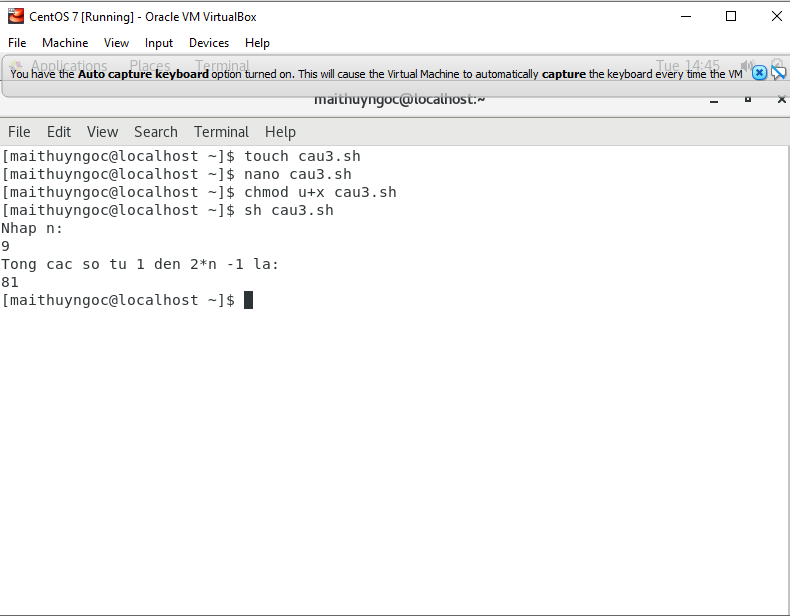 CentOS 7 [Running] - Oracle VM VirtualBox
File Machine View Input Devices Help
Applications Places Terminal Tue 14:45
You have the Auto capture keyboard option turned on. This will cause the Virtual Machine to automatically capture the keyboard every time the VM
maithuyngoc@localhost:~
File Edit View Search Terminal Help
[maithuyngoc@localhost ~]$ touch cau3.sh
[maithuyngoc@localhost ~]$ nano cau3.sh
[maithuyngoc@localhost ~]$ chmod u+x cau3.sh
[maithuyngoc@localhost ~]$ sh cau3.sh
Nhap n:
9
Tong cac so tu 1 den 2*n -1 la:
81
[maithuyngoc@localhost ~]$